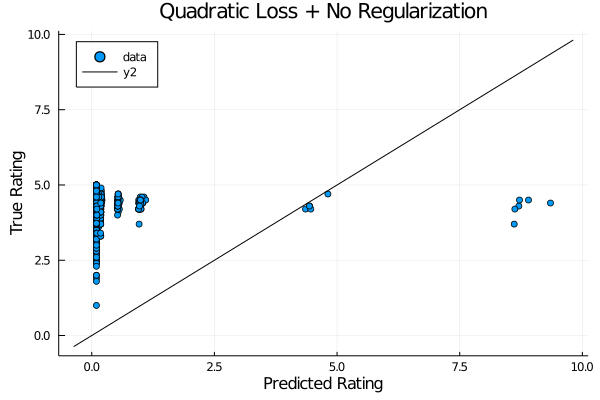 Quadratic Loss + No Regularization
10.0
data
y2
7.5
True Rating
5.0
2.5
0.0
0.0 2.5 5.0 7.5 10.0
Predicted Rating